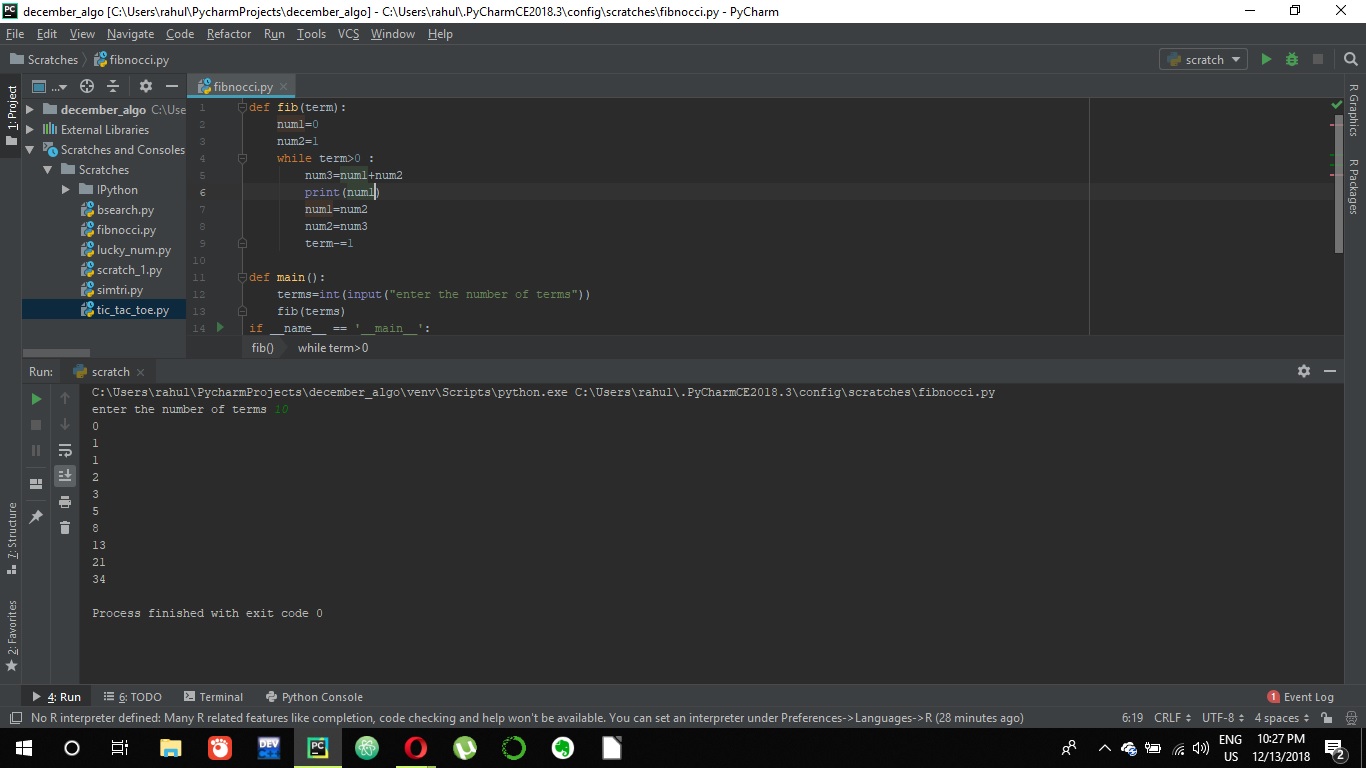 december_algo [C:\Users\rahul\PycharmProjects\december_algo] - C:\Users\rahul\.PyCharmCE2018.3\config\scratches\fibnocci.py - PyCharm
File Edit View Navigate Code Refactor Run Tools VCS Window Help
Scratches fibnocci.py scratch
1: Project
...
fibnocci.py
december_algo C:\Use
External Libraries
Scratches and Consoles
Scratches
IPython
bsearch.py
fibnocci.py
lucky_num.py
scratch_1.py
simtri.py
tic_tac_toe.py
1 def fib(term):
2 num1=0
3 num2=1
4 while term>0 :
5 num3=num1+num2
6 print(num1)
7 num1=num2
8 num2=num3
9 term-=1
10
11 def main():
12 terms=int(input("enter the number of terms"))
13 fib(terms)
14 if __name__ == '__main__':
fib() while term>0
R Graphics
R Packages
Run: scratch
C:\Users\rahul\PycharmProjects\december_algo\venv\Scripts\python.exe C:\Users\rahul\.PyCharmCE2018.3\config\scratches\fibnocci.py
enter the number of terms 10
0
1
1
2
3
5
8
13
21
34
Process finished with exit code 0
7: Structure
2: Favorites
4: Run 6: TODO Terminal Python Console 1 Event Log
No R interpreter defined: Many R related features like completion, code checking and help won't be available. You can set an interpreter under Preferences->Languages->R (28 minutes ago) 6:19 CRLF UTF-8 4 spaces
PC
DEV
C++
ENG
US
10:27 PM
12/13/2018
2